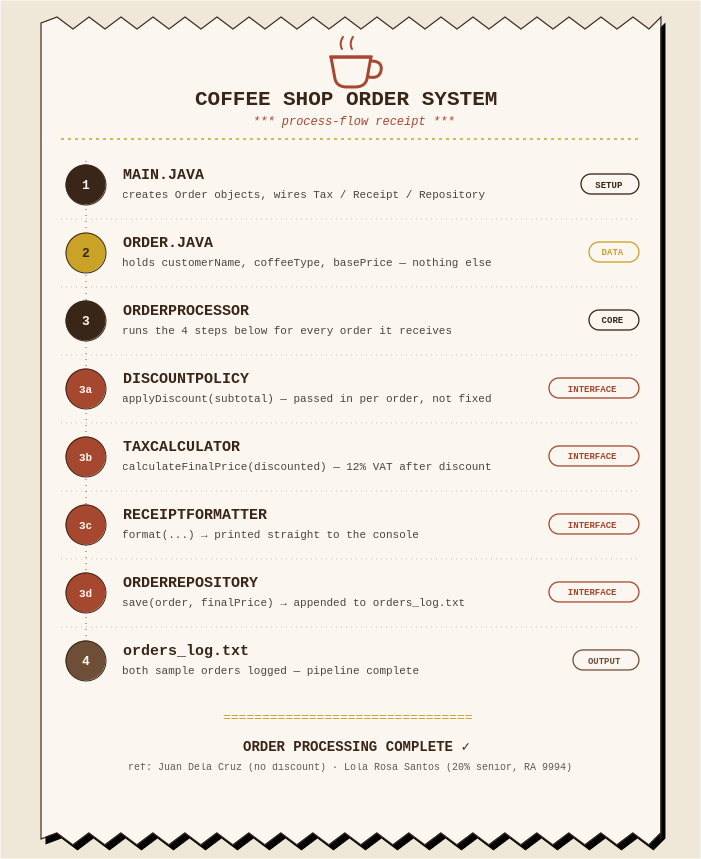 COFFEE SHOP ORDER SYSTEM
*** process-flow receipt ***
1 MAIN.JAVA SETUP
creates Order objects, wires Tax / Receipt / Repository
2 ORDER.JAVA DATA
holds customerName, coffeeType, basePrice — nothing else
3 ORDERPROCESSOR CORE
runs the 4 steps below for every order it receives
3a DISCOUNTPOLICY INTERFACE
applyDiscount(subtotal) — passed in per order, not fixed
3b TAXCALCULATOR INTERFACE
calculateFinalPrice(discounted) — 12% VAT after discount
3c RECEIPTFORMATTER INTERFACE
format(...) → printed straight to the console
3d ORDERREPOSITORY INTERFACE
save(order, finalPrice) → appended to orders_log.txt
4 orders_log.txt OUTPUT
both sample orders logged — pipeline complete
================================
ORDER PROCESSING COMPLETE ✓
ref: Juan Dela Cruz (no discount) · Lola Rosa Santos (20% senior, RA 9994)